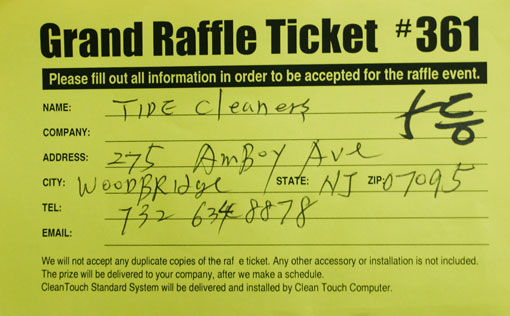 Grand Raffle Ticket #361
Please fill out all information in order to be accepted for the raffle event.
NAME: TIDE Cleaners
COMPANY:
ADDRESS: 275 AmBoy Ave
CITY: WOODBRIDge STATE: NJ ZIP: 07095
TEL: 732 634 8878
EMAIL:
We will not accept any duplicate copies of the raf e ticket. Any other accessory or installation is not included.
The prize will be delivered to your company, after we make a schedule.
CleanTouch Standard System will be delivered and installed by Clean Touch Computer.